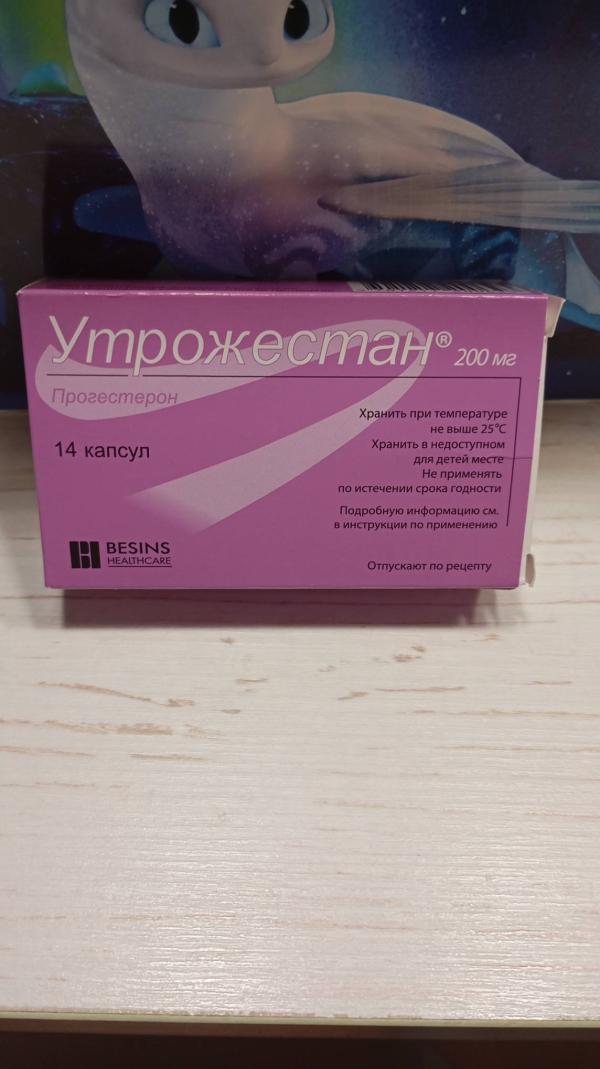 Утрожестан® 200 мг
Прогестерон
14 капсул
Хранить при температуре
не выше 25°C
Хранить в недоступном
для детей месте
Не применять
по истечении срока годности
Подробную информацию см.
в инструкции по применению
BESINS
HEALTHCARE
Отпускают по рецепту